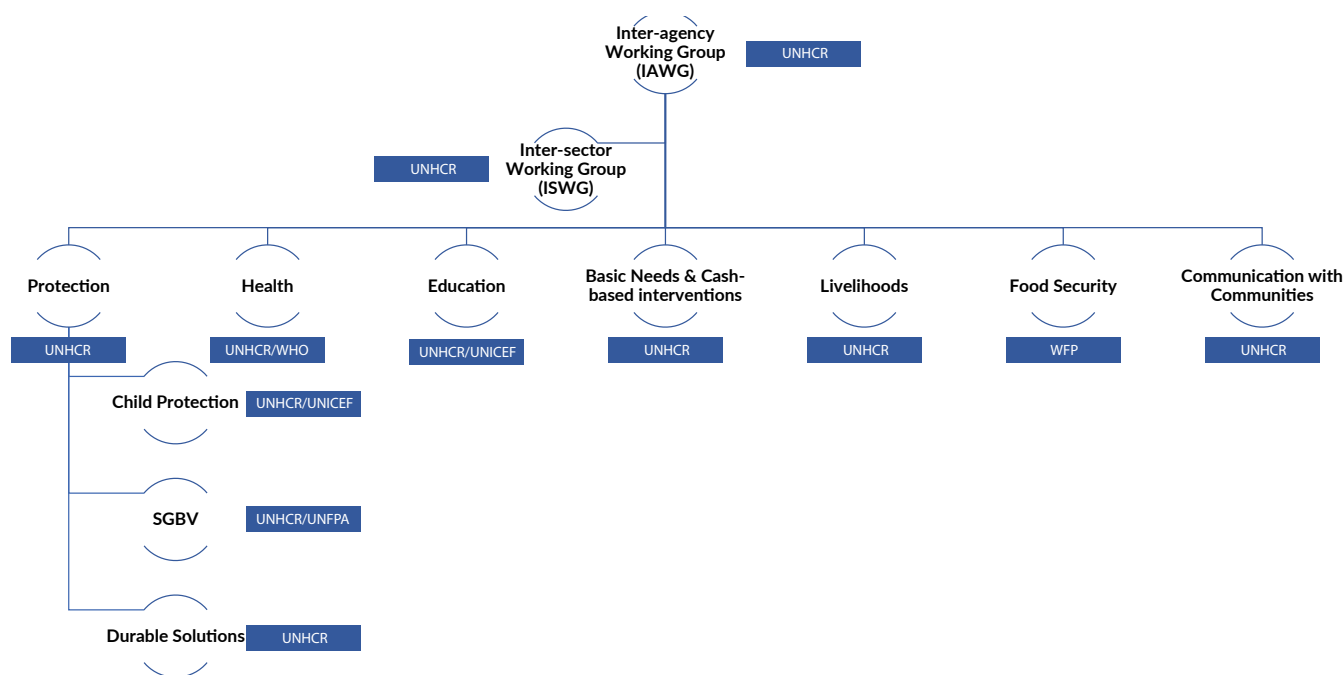 Inter-agency
Working Group
(IAWG)
UNHCR
Inter-sector
Working Group
(ISWG)
UNHCR
Protection
UNHCR
Health
UNHCR/WHO
Education
UNHCR/UNICEF
Basic Needs & Cash-
based interventions
UNHCR
Livelihoods
UNHCR
Food Security
WFP
Communication with
Communities
UNHCR
Child Protection
UNHCR/UNICEF
SGBV
UNHCR/UNFPA
Durable Solutions
UNHCR